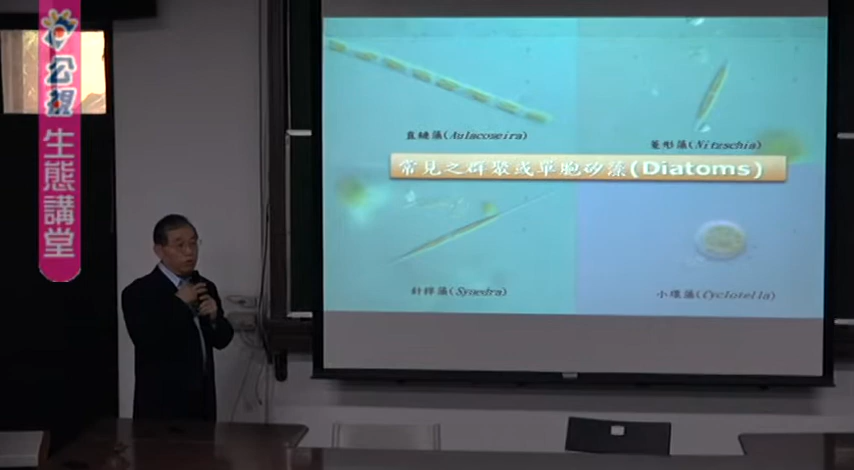 公視
生態講堂
直鏈藻(Aulacoseira)
菱形藻(Nitzschia)
常見之群聚或單胞矽藻(Diatoms)
針杆藻(Synedra)
小環藻(Cyclotella)